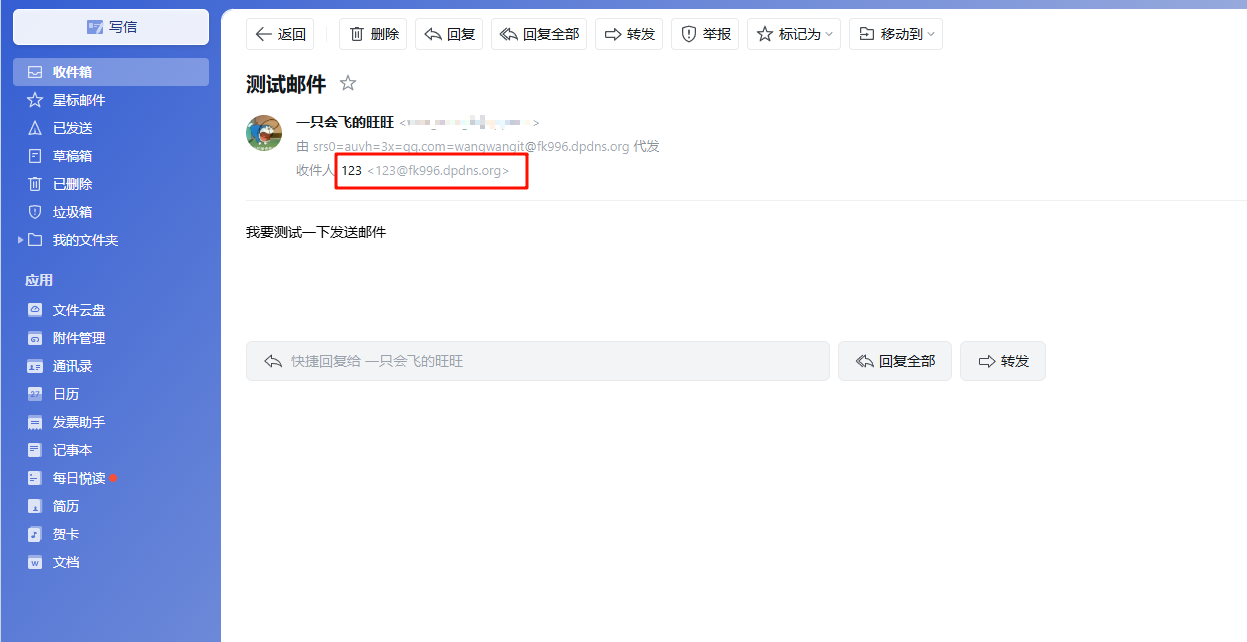 写信
收件箱
星标邮件
已发送
草稿箱
已删除
垃圾箱
我的文件夹
应用
文件云盘
附件管理
通讯录
日历
发票助手
记事本
每日悦读
简历
贺卡
文档
返回 删除 回复 回复全部 转发 举报 标记为 移动到
测试邮件
一只会飞的旺旺
由 srs0=auvh=3x=qq.com=wangwangit@fk996.dpdns.org 代发
收件人 123 <123@fk996.dpdns.org>
我要测试一下发送邮件
快捷回复给 一只会飞的旺旺 回复全部 转发